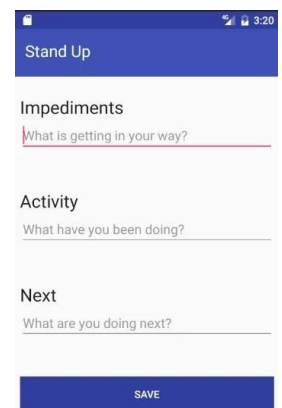 4G 3:20
Stand Up
Impediments
What is getting in your way?
Activity
What have you been doing?
Next
What are you doing next?
SAVE